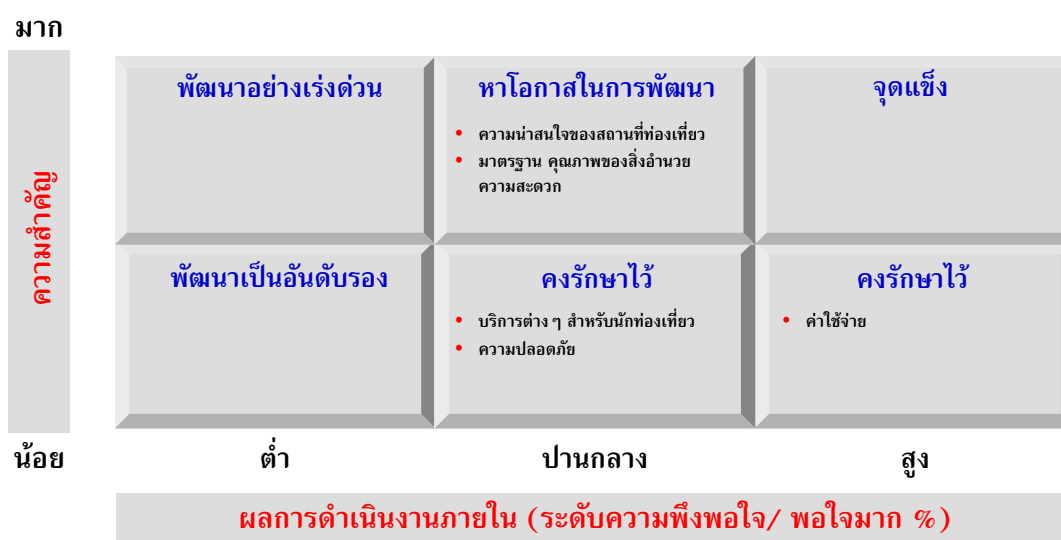 มาก
พัฒนาอย่างเร่งด่วน
หาโอกาสในการพัฒนา
• ความน่าสนใจของสถานที่ท่องเที่ยว
• มาตรฐาน คุณภาพของสิ่งอำนวย
ความสะดวก
จุดแข็ง
ความสำคัญ
พัฒนาเป็นอันดับรอง
คงรักษาไว้
• บริการต่าง ๆ สำหรับนักท่องเที่ยว
• ความปลอดภัย
คงรักษาไว้
• ค่าใช้จ่าย
น้อย
ต่ำ
ปานกลาง
สูง
ผลการดำเนินงานภายใน (ระดับความพึงพอใจ/ พอใจมาก %)